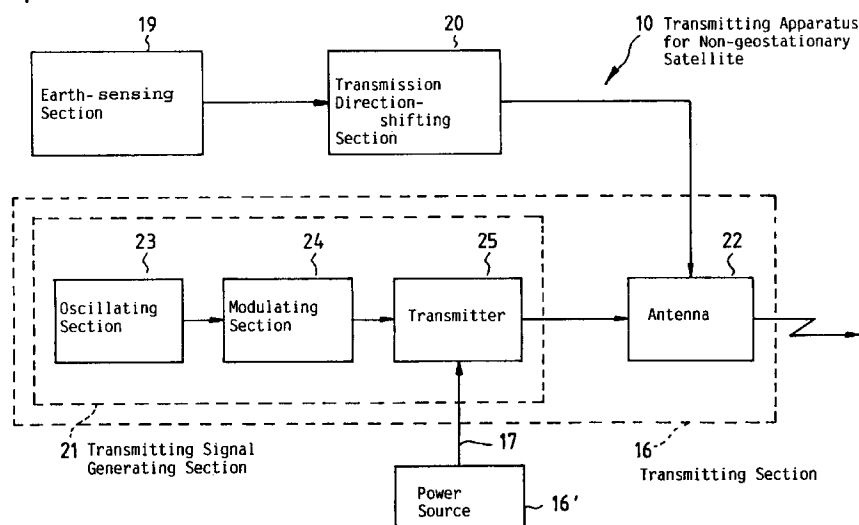 19
20
10 Transmitting Apparatus
for Non-geostationary
Satellite
Earth-sensing
Section
Transmission
Direction-
shifting
Section
23
24
25
22
Oscillating
Section
Modulating
Section
Transmitter
Antenna
21 Transmitting Signal
Generating Section
17
16
Transmitting Section
Power
Source
16'